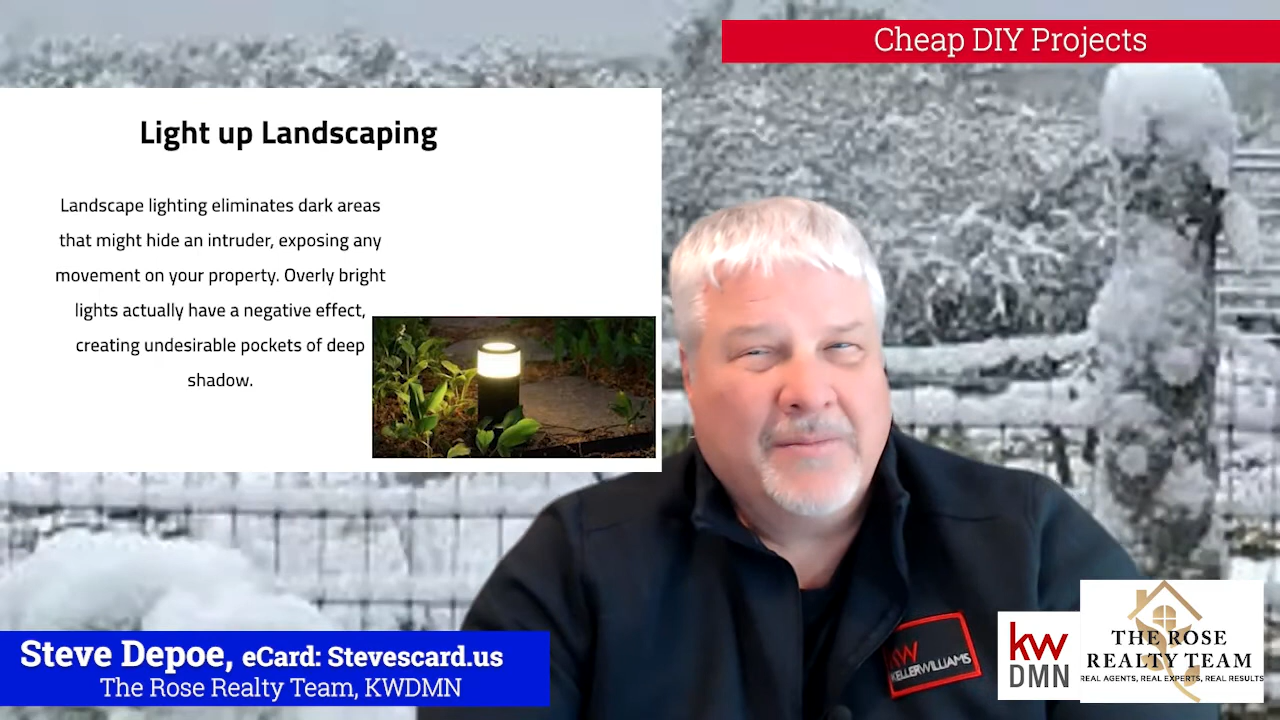 Cheap DIY Projects
Light up Landscaping
Landscape lighting eliminates dark areas
that might hide an intruder, exposing any
movement on your property. Overly bright
lights actually have a negative effect,
creating undesirable pockets of deep
shadow.
kw
KELLERWILLIAMS
Steve Depoe, eCard: Stevescard.us
The Rose Realty Team, KWDMN
kw
DMN
THE ROSE
REALTY TEAM
REAL AGENTS, REAL EXPERTS, REAL RESULTS